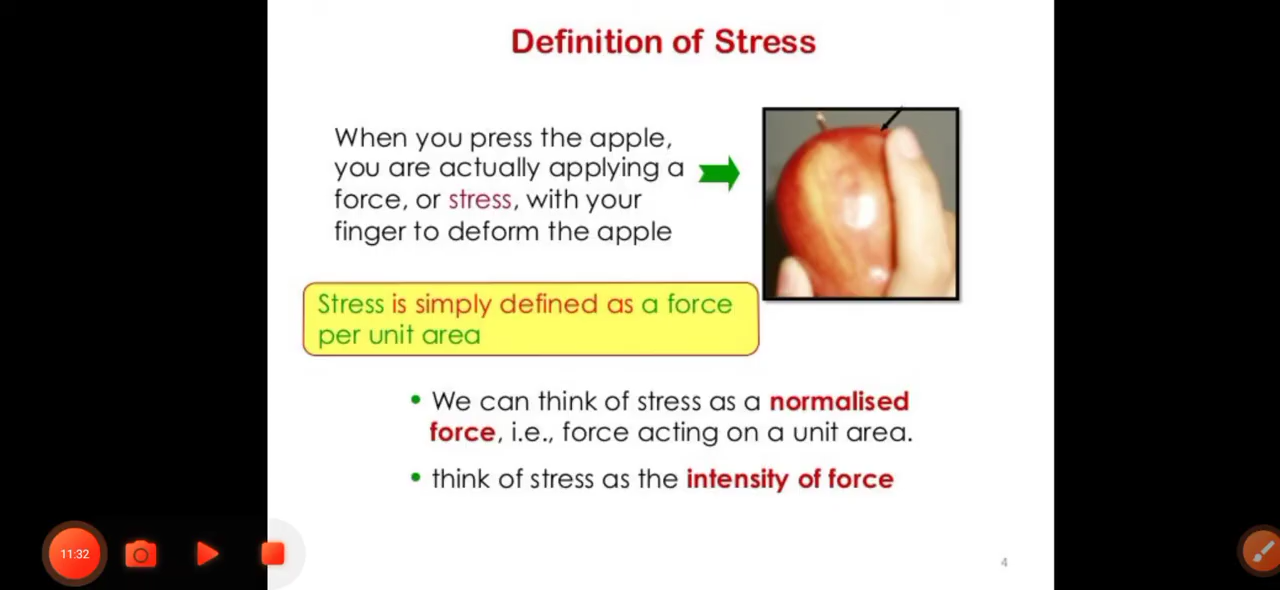 Definition of Stress
When you press the apple,
you are actually applying a
force, or stress, with your
finger to deform the apple
Stress is simply defined as a force
per unit area
• We can think of stress as a normalised
force, i.e., force acting on a unit area.
• think of stress as the intensity of force
11:32
4